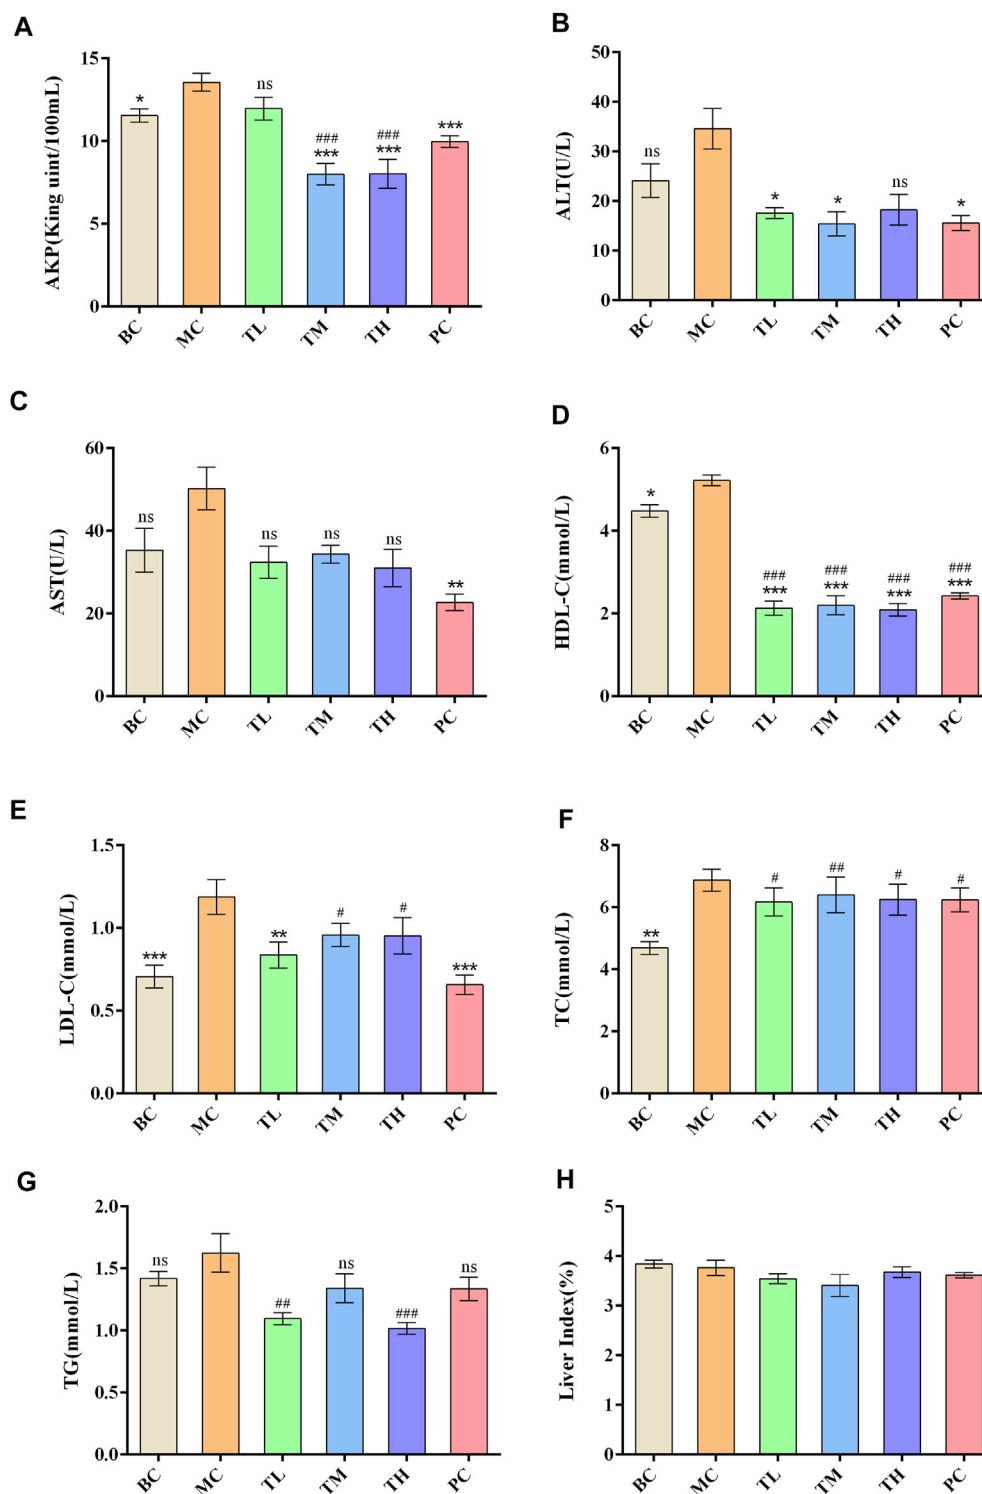 A
AKP(King uint/100mL)
15
10
5
0
*
ns
###
***
###
***
***
BC
MC
TL
TM
TH
PC
B
ALT(U/L)
50
40
30
20
10
0
ns
*
*
ns
*
BC
MC
TL
TM
TH
PC
C
AST(U/L)
60
40
20
0
ns
ns
ns
ns
**
BC
MC
TL
TM
TH
PC
D
HDL-C(mmol/L)
6
4
2
0
*
###
***
###
***
###
***
###
***
BC
MC
TL
TM
TH
PC
E
LDL-C(mmol/L)
1.5
1.0
0.5
0.0
***
**
#
#
***
BC
MC
TL
TM
TH
PC
F
TC(mmol/L)
8
6
4
2
0
**
#
##
#
#
BC
MC
TL
TM
TH
PC
G
TG(mmol/L)
2.0
1.5
1.0
0.5
0.0
ns
##
ns
###
ns
BC
MC
TL
TM
TH
PC
H
Liver Index(%)
5
4
3
2
1
0
BC
MC
TL
TM
TH
PC